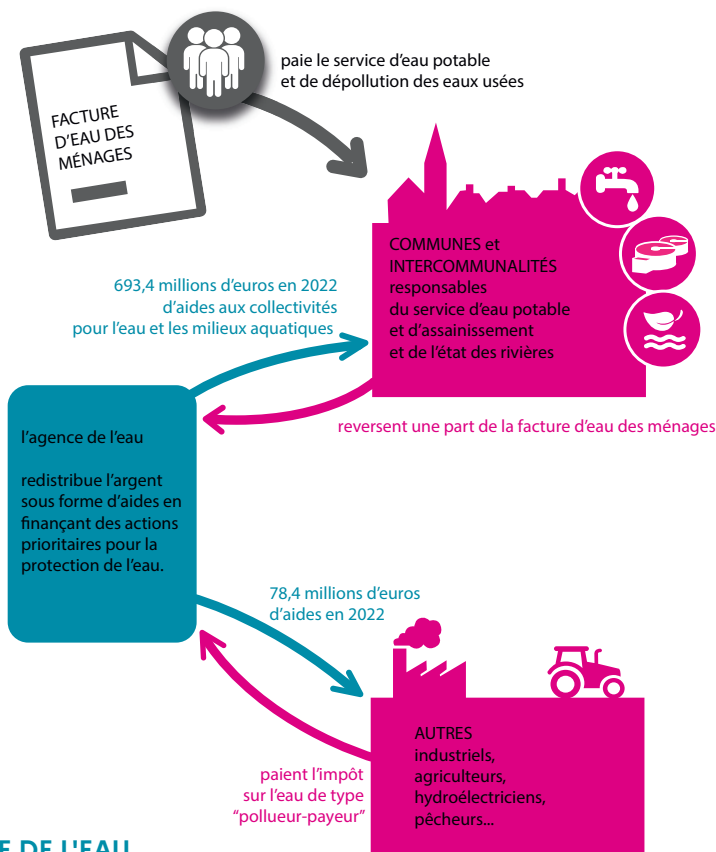 paie le service d'eau potable
et de dépollution des eaux usées
FACTURE
D'EAU DES
MÉNAGES
COMMUNES et
INTERCOMMUNALITÉS
responsables
du service d'eau potable
et d'assainissement
et de l'état des rivières
693,4 millions d'euros en 2022
d'aides aux collectivités
pour l'eau et les milieux aquatiques
reversent une part de la facture d'eau des ménages
l'agence de l'eau
redistribue l'argent
sous forme d'aides en
finançant des actions
prioritaires pour la
protection de l'eau.
78,4 millions d'euros
d'aides en 2022
AUTRES
industriels,
agriculteurs,
hydroélectriciens,
pêcheurs...
paient l'impôt
sur l'eau de type
"pollueur-payeur"
E DE L'EAU